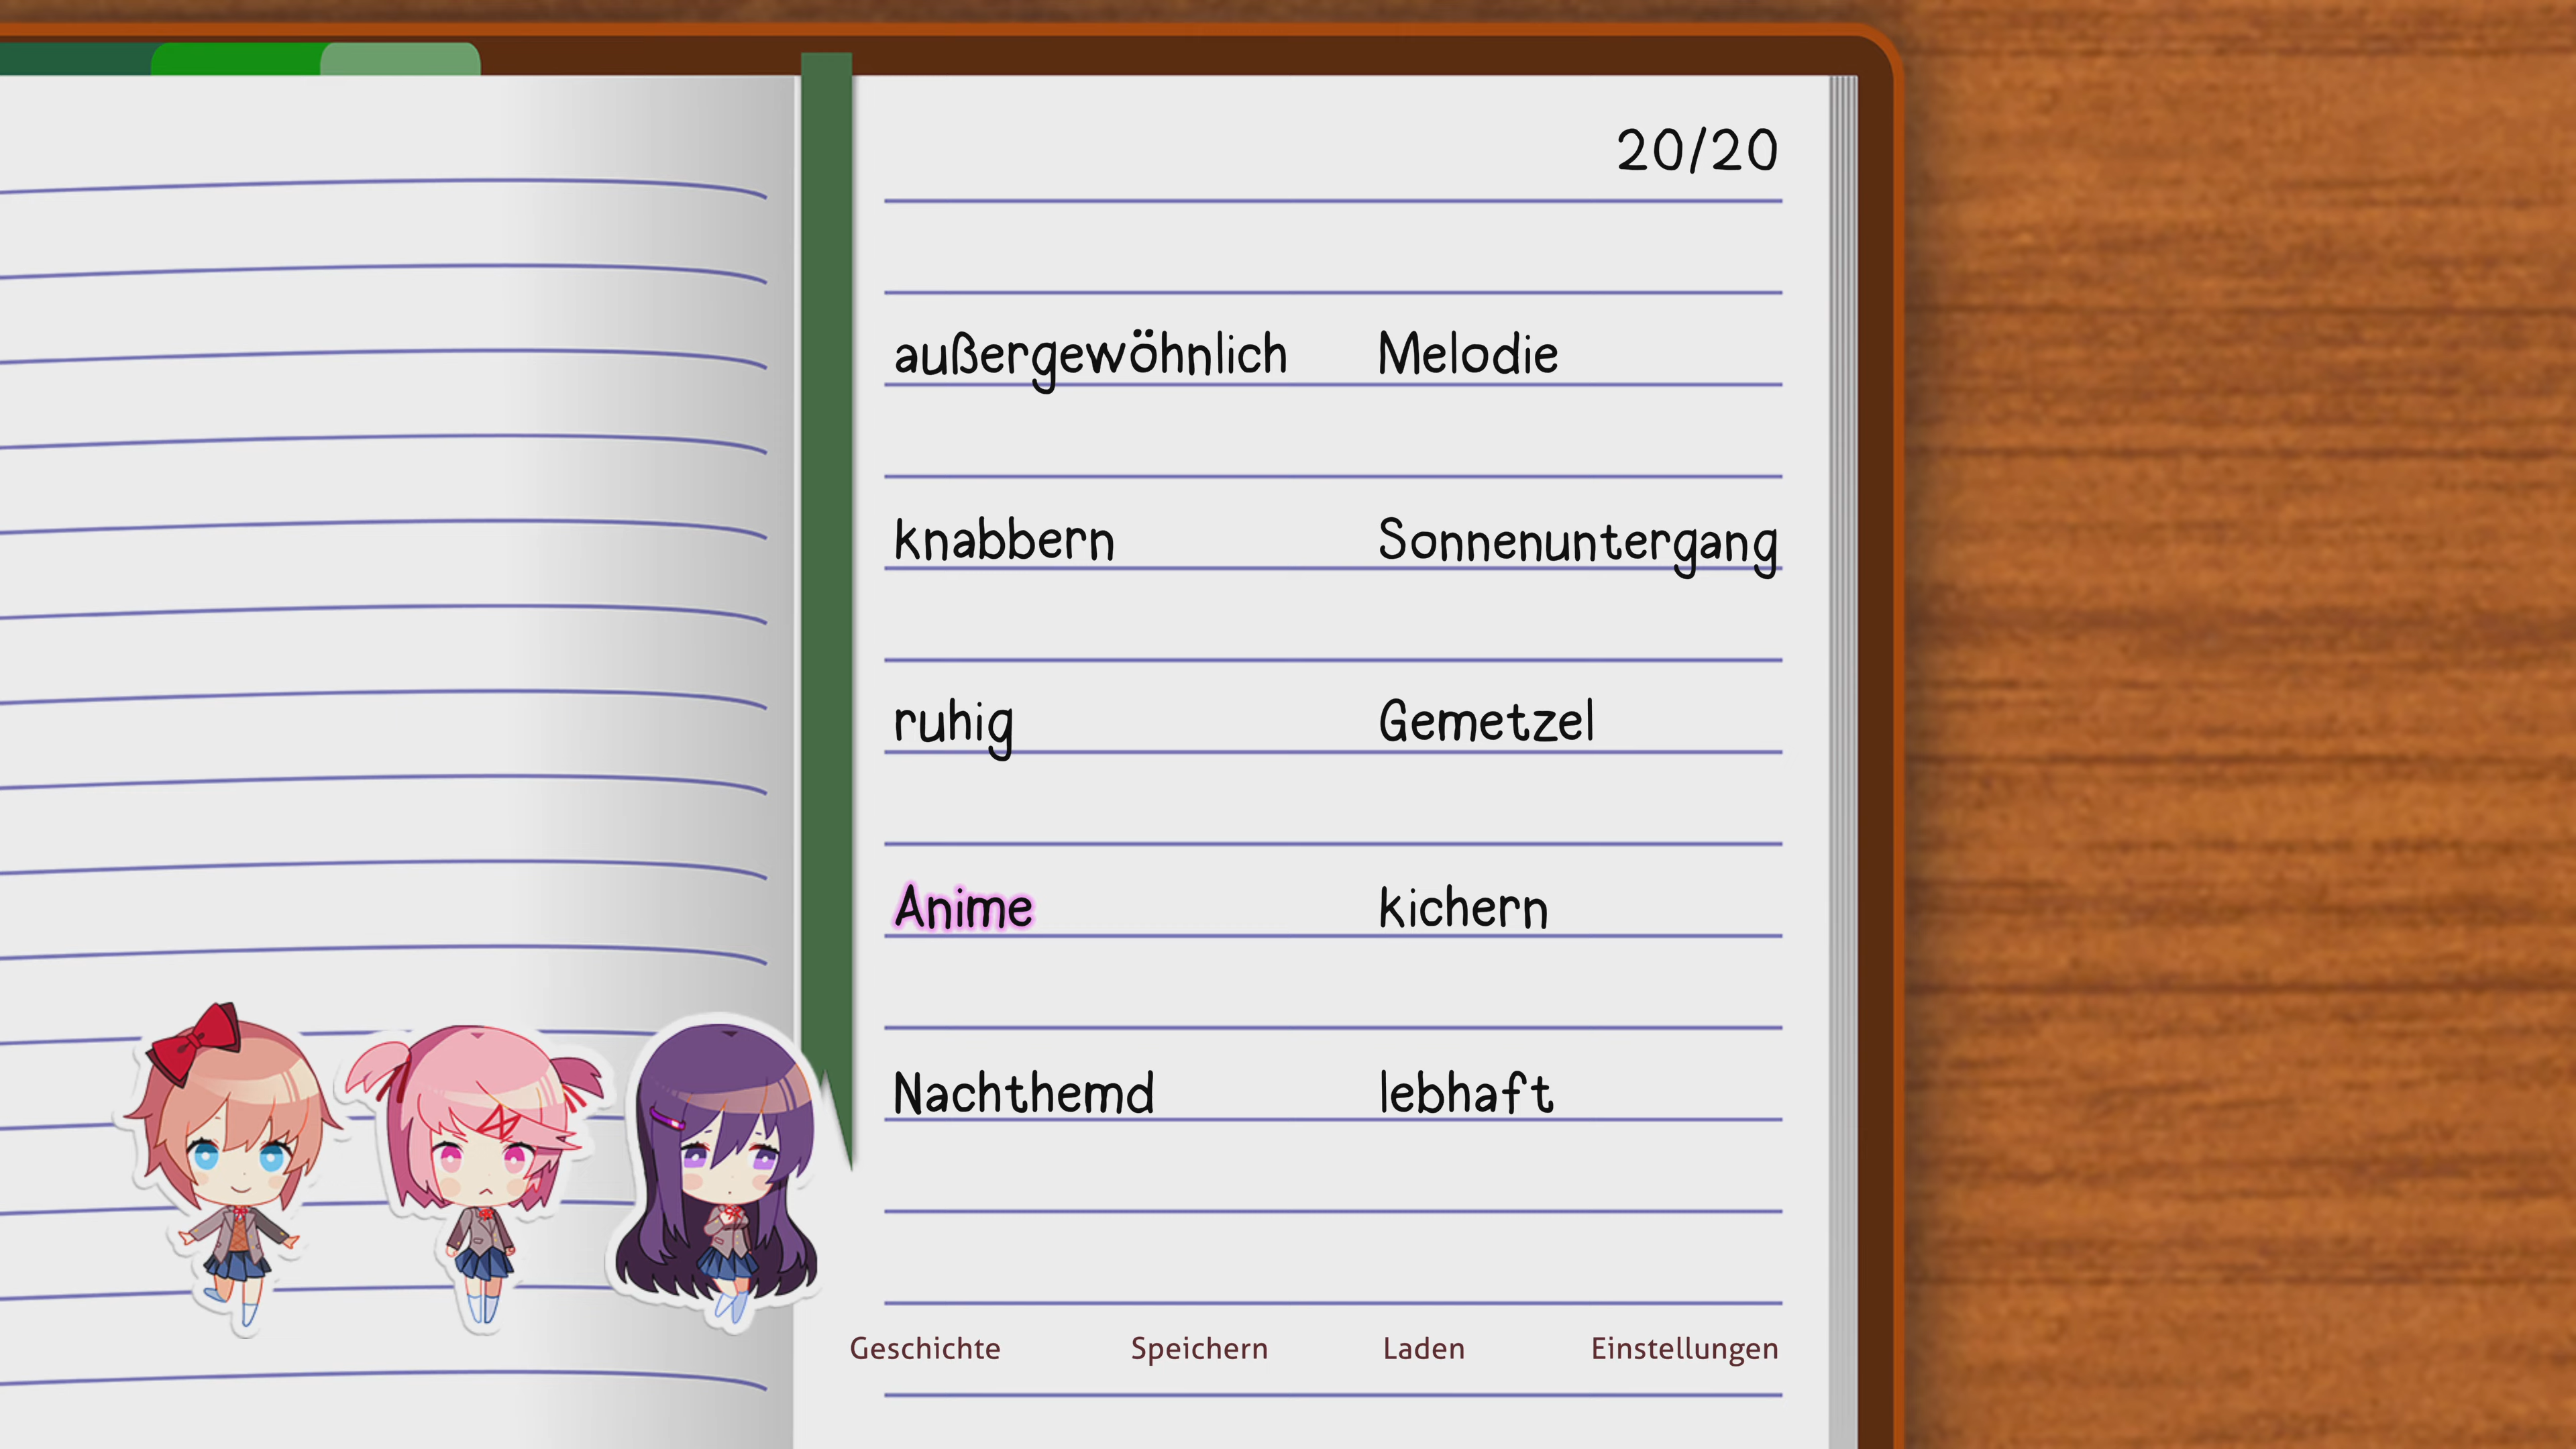 20/20
außergewöhnlich Melodie
knabbern Sonnenuntergang
ruhig Gemetzel
Anime kichern
Nachthemd lebhaft
Geschichte Speichern Laden Einstellungen